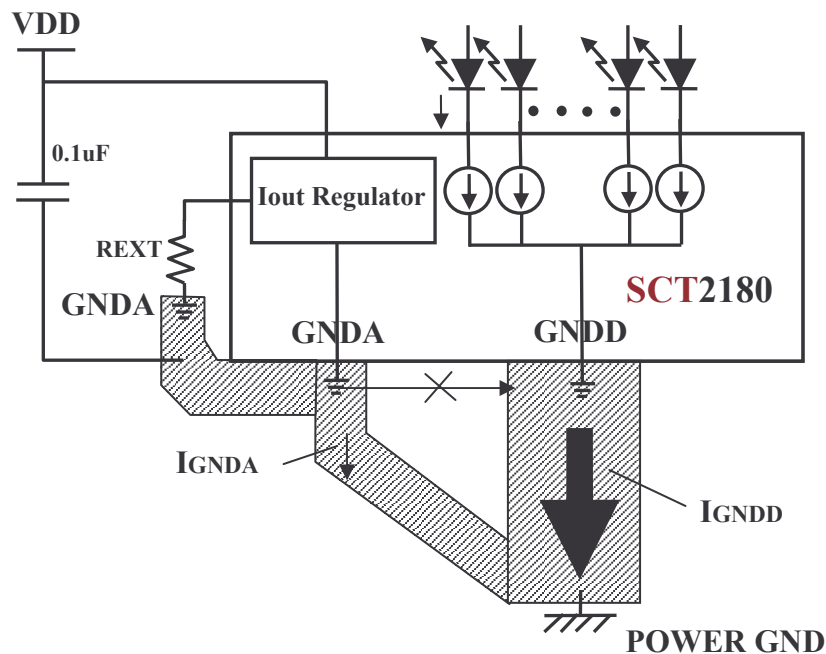 VDD
0.1uF
Iout Regulator
REXT
GNDA
SCT2180
GNDA
GNDD
IGNDA
IGNDD
POWER GND